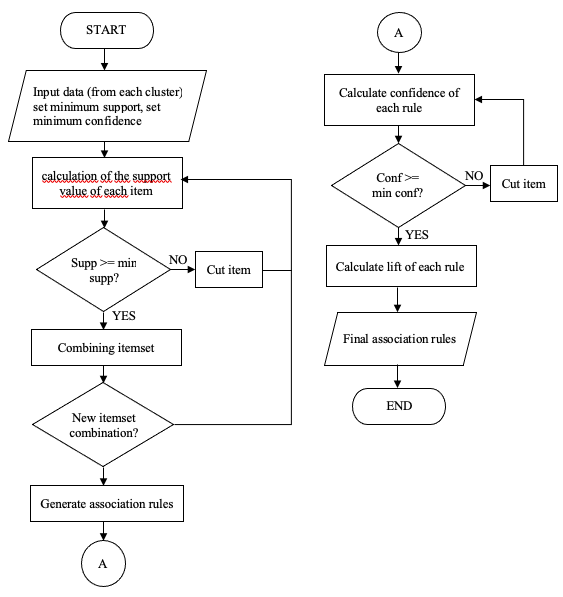 START
Input data (from each cluster)
set minimum support, set
minimum confidence
calculation of the support
value of each item
Supp >= min
supp?
NO
Cut item
YES
Combining itemset
New itemset
combination?
Generate association rules
A
A
Calculate confidence of
each rule
Conf >=
min conf?
NO
Cut item
YES
Calculate lift of each rule
Final association rules
END